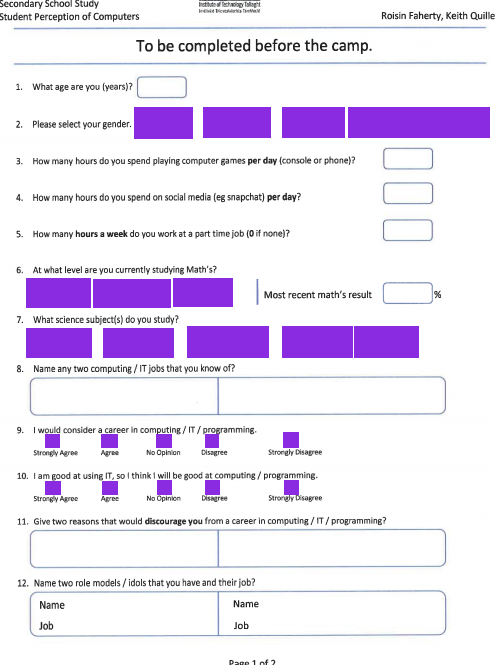 Secondary School Study
Student Perception of Computers
Institute of Technology Tallaght
Roisin Faherty, Keith Quille
To be completed before the camp.
1. What age are you (years)?
2. Please select your gender.
3. How many hours do you spend playing computer games per day (console or phone)?
4. How many hours do you spend on social media (eg snapchat) per day?
5. How many hours a week do you work at a part time job (0 if none)?
6. At what level are you currently studying Math's?
Most recent math's result %
7. What science subject(s) do you study?
8. Name any two computing / IT jobs that you know of?
9. I would consider a career in computing / IT / programming.
Strongly Agree Agree No Opinion Disagree Strongly Disagree
10. I am good at using IT, so I think I will be good at computing / programming.
Strongly Agree Agree No Opinion Disagree Strongly Disagree
11. Give two reasons that would discourage you from a career in computing / IT / programming?
12. Name two role models / idols that you have and their job?
Name Name
Job Job
Page 1 of 2